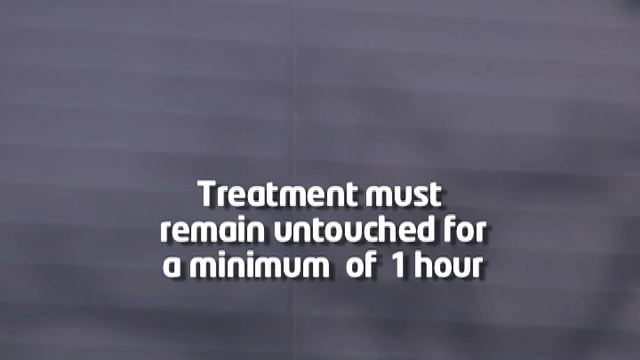 Treatment must
remain untouched for
a minimum of 1 hour